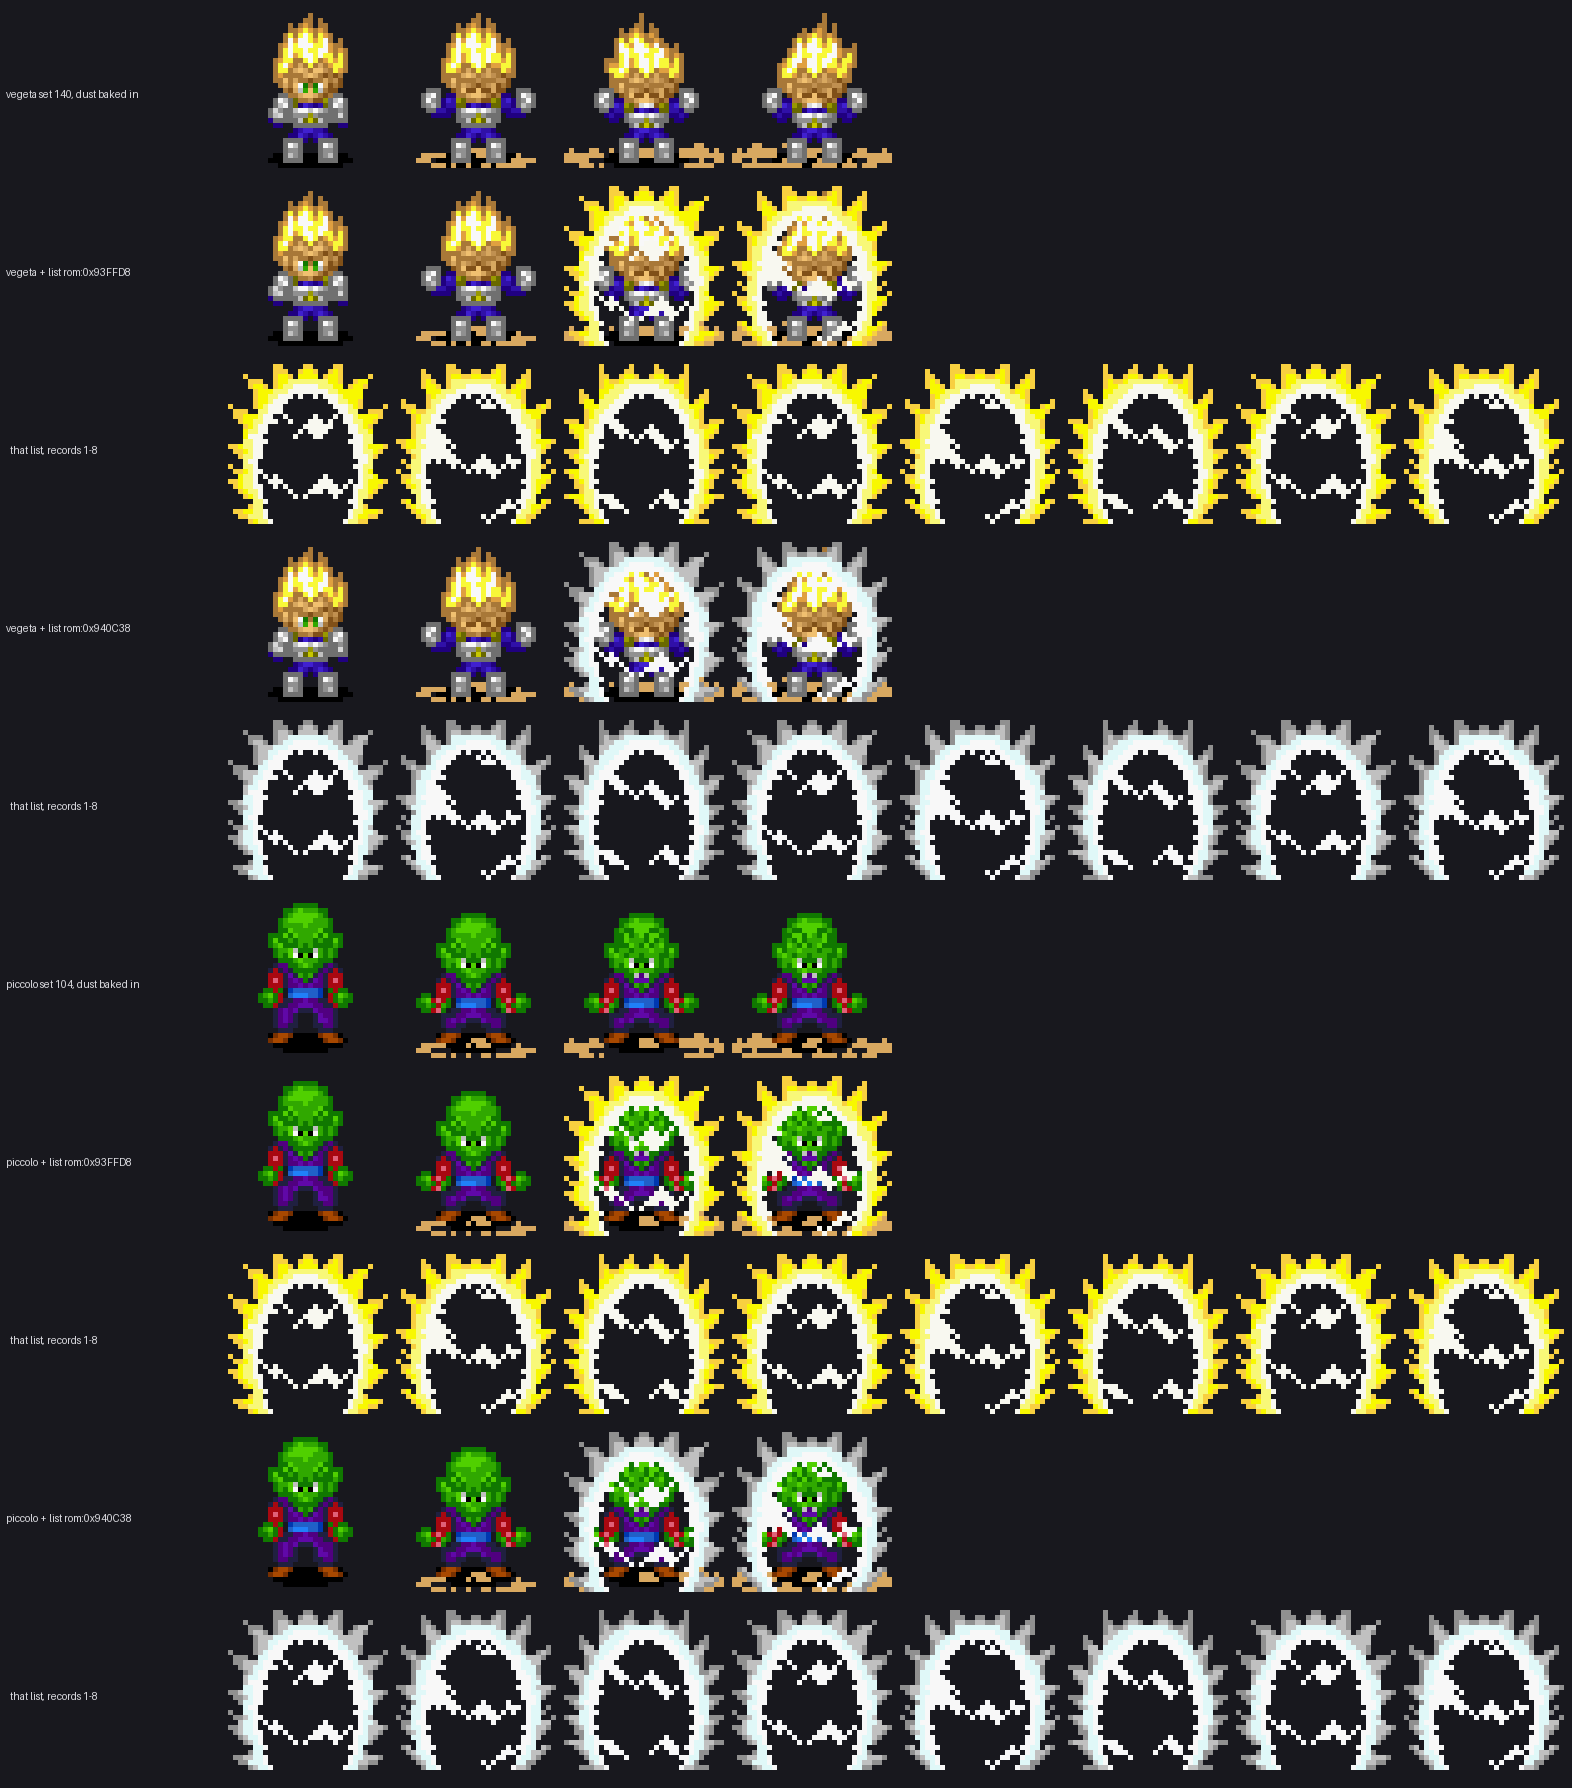 vegeta set 140, dust baked in
vegeta + list rom:0x93FFD8
that list, records 1-8
vegeta + list rom:0x940C38
that list, records 1-8
piccolo set 104, dust baked in
piccolo + list rom:0x93FFD8
that list, records 1-8
piccolo + list rom:0x940C38
that list, records 1-8